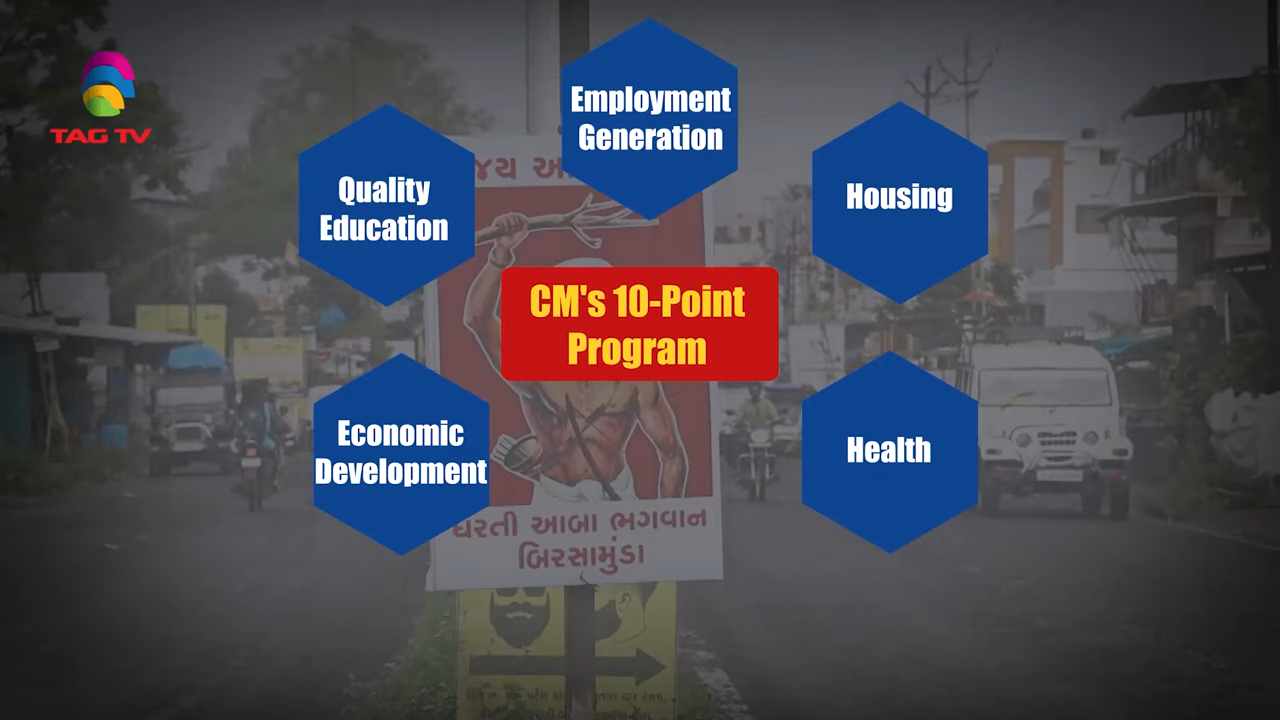 TAG TV
Employment
Generation
Quality
Education
Housing
CM's 10-Point
Program
Economic
Development
Health
ધરતી આબા ભગવાન
બિરસામુંડા